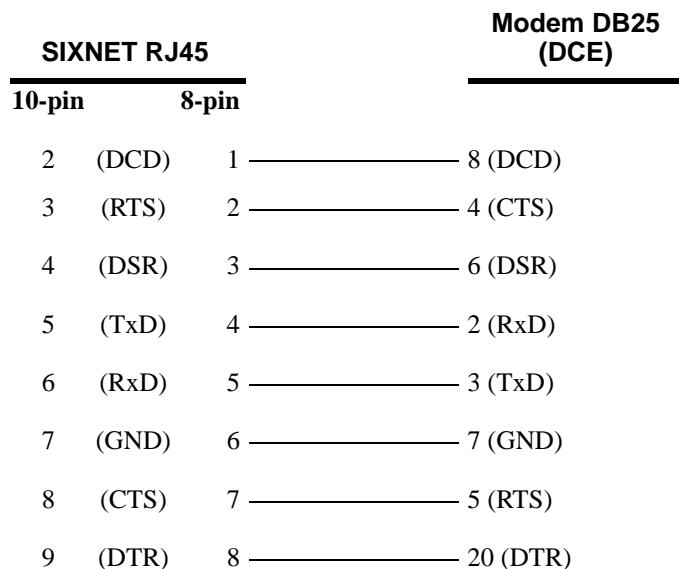 SIXNET RJ45
Modem DB25
(DCE)
10-pin 8-pin
2 (DCD) 1 8 (DCD)
3 (RTS) 2 4 (CTS)
4 (DSR) 3 6 (DSR)
5 (TxD) 4 2 (RxD)
6 (RxD) 5 3 (TxD)
7 (GND) 6 7 (GND)
8 (CTS) 7 5 (RTS)
9 (DTR) 8 20 (DTR)